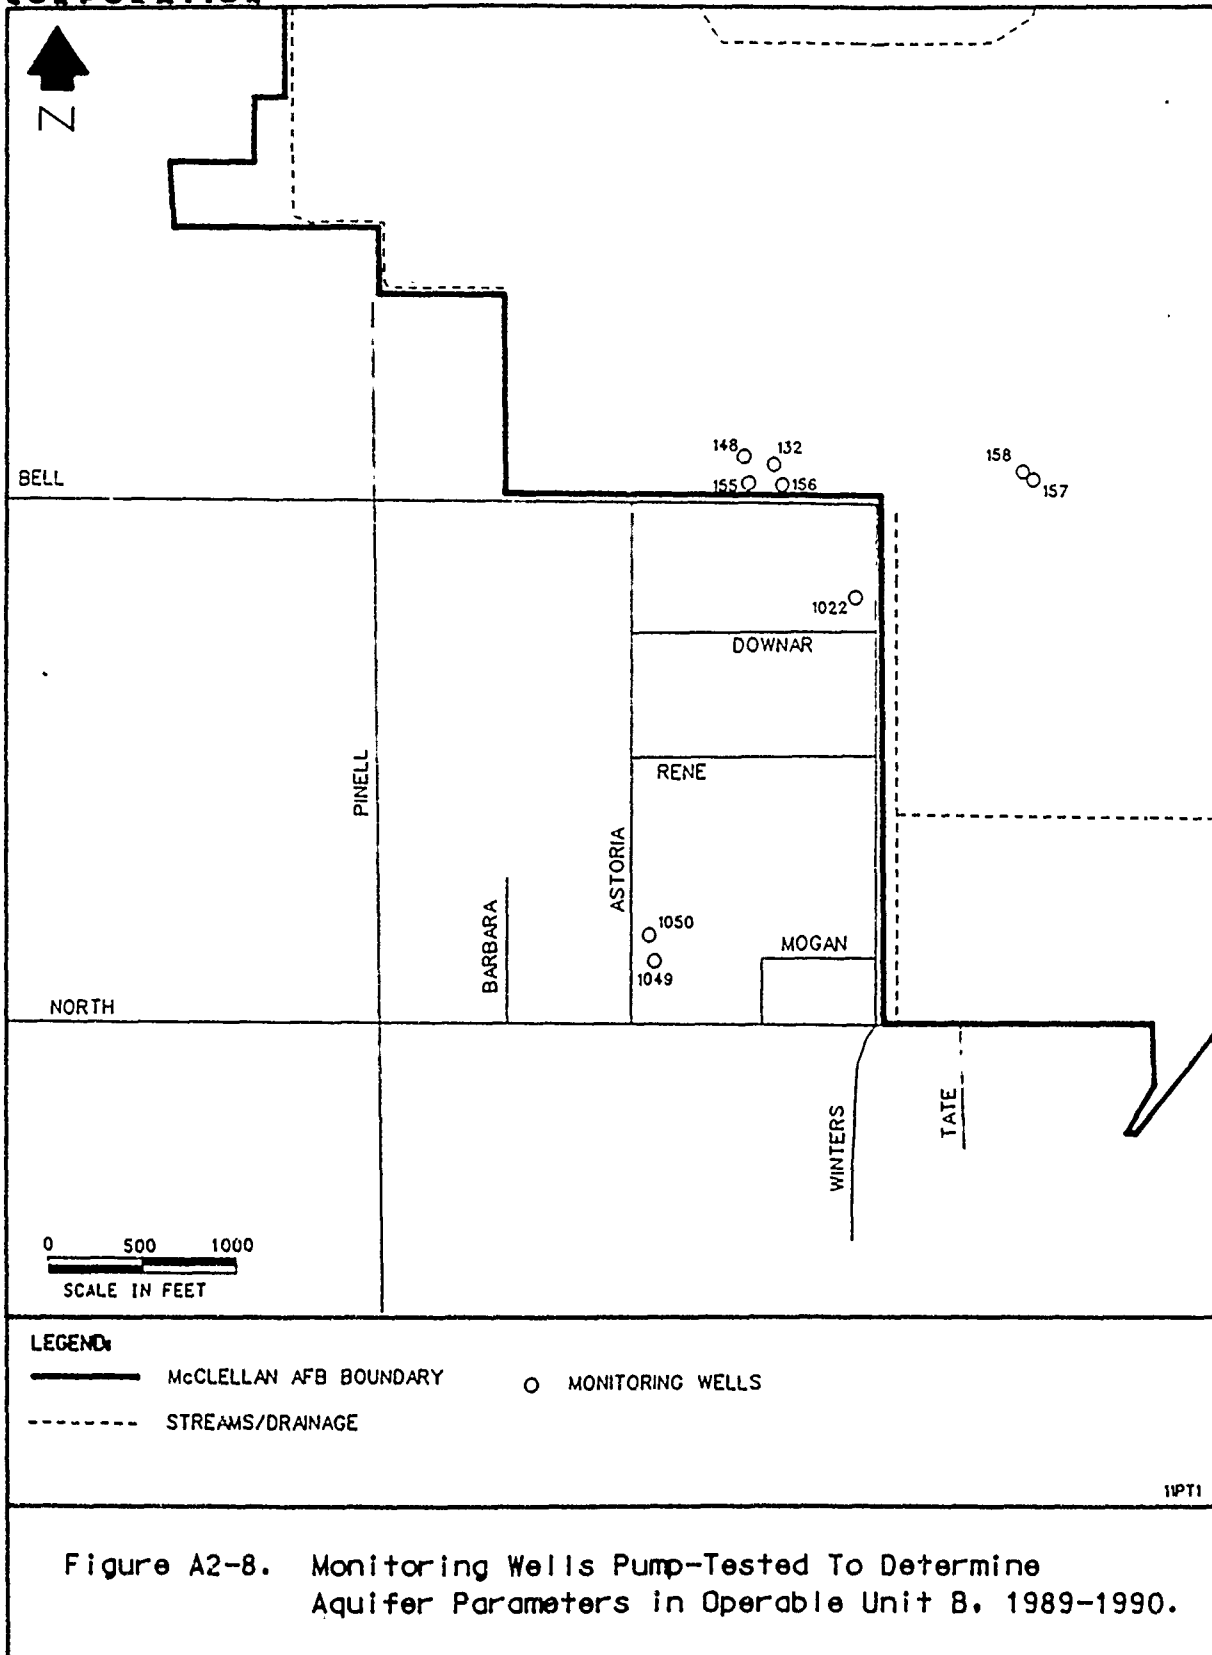 Z
BELL
148
132
155
156
158
157
1022
DOWNAR
RENE
PINELL
ASTORIA
BARBARA
1050
1049
MOGAN
NORTH
WINTERS
TATE
0 500 1000
SCALE IN FEET
LEGEND:
McCLELLAN AFB BOUNDARY
MONITORING WELLS
STREAMS/DRAINAGE
11PT1
Figure A2-8. Monitoring Wells Pump-Tested To Determine
Aquifer Parameters in Operable Unit B, 1989-1990.